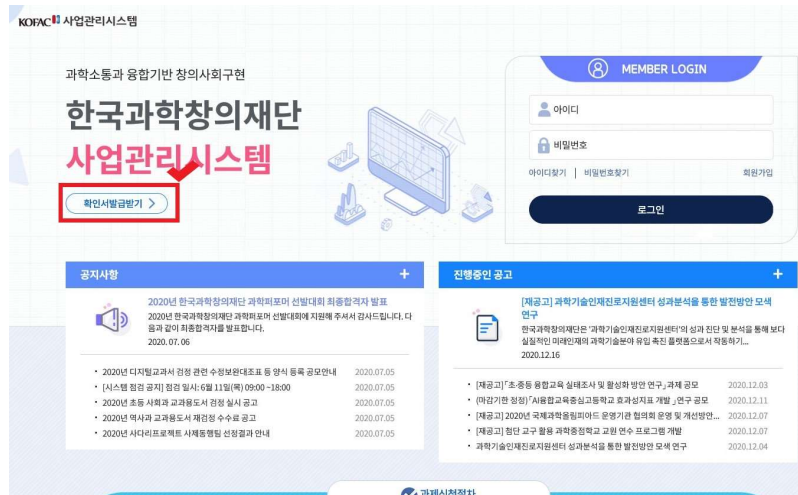 KOFAC 사업관리시스템
과학소통과 융합기반 창의사회구현
한국과학창의재단
사업관리시스템
확인서발급받기 >
MEMBER LOGIN
아이디
비밀번호
아이디찾기 | 비밀번호찾기 회원가입
로그인
공지사항 +
2020년 한국과학창의재단 과학퍼포머 선발대회 최종합격자 발표
2020년 한국과학창의재단 과학퍼포머 선발대회에 지원해 주셔서 감사드립니다. 다
음과 같이 최종합격자를 발표합니다.
2020. 07. 06
• 2020년 디지털교과서 검정 관련 수정보완대조표 등 양식 등록 공모안내 2020.07.05
• [시스템 점검 공지] 점검 일시; 6월 11일(목) 09:00 ~18:00 2020.07.05
• 2020년 초등 사회과 교과용도서 검정 실시 공고 2020.07.05
• 2020년 역사과 교과용도서 재검정 수수료 공고 2020.07.05
• 2020년 사다리프로젝트 사제동행팀 선정결과 안내 2020.07.05
진행중인 공고 +
[재공고] 과학기술인재진로지원센터 성과분석을 통한 발전방안 모색
연구
한국과학창의재단은 '과학기술인재진로지원센터'의 성과 진단 및 분석을 통해 보다
실질적인 미래인재의 과학기술분야 유입 촉진 플랫폼으로서 작동하기...
2020.12.16
• [재공고]「초·중등 융합교육 실태조사 및 활성화 방안 연구」과제 공모 2020.12.03
• (마감기한 정정)「AI융합교육중심고등학교 효과성지표 개발 」연구 공모 2020.12.11
• [재공고] 2020년 국제과학올림피아드 운영기관 협의회 운영 및 개선방안... 2020.12.07
• [재공고] 첨단 교구 활용 과학중점학교 교원 연수 프로그램 개발 2020.12.07
• 과학기술인재진로지원센터 성과분석을 통한 발전방안 모색 연구 2020.12.04
과제신청절차